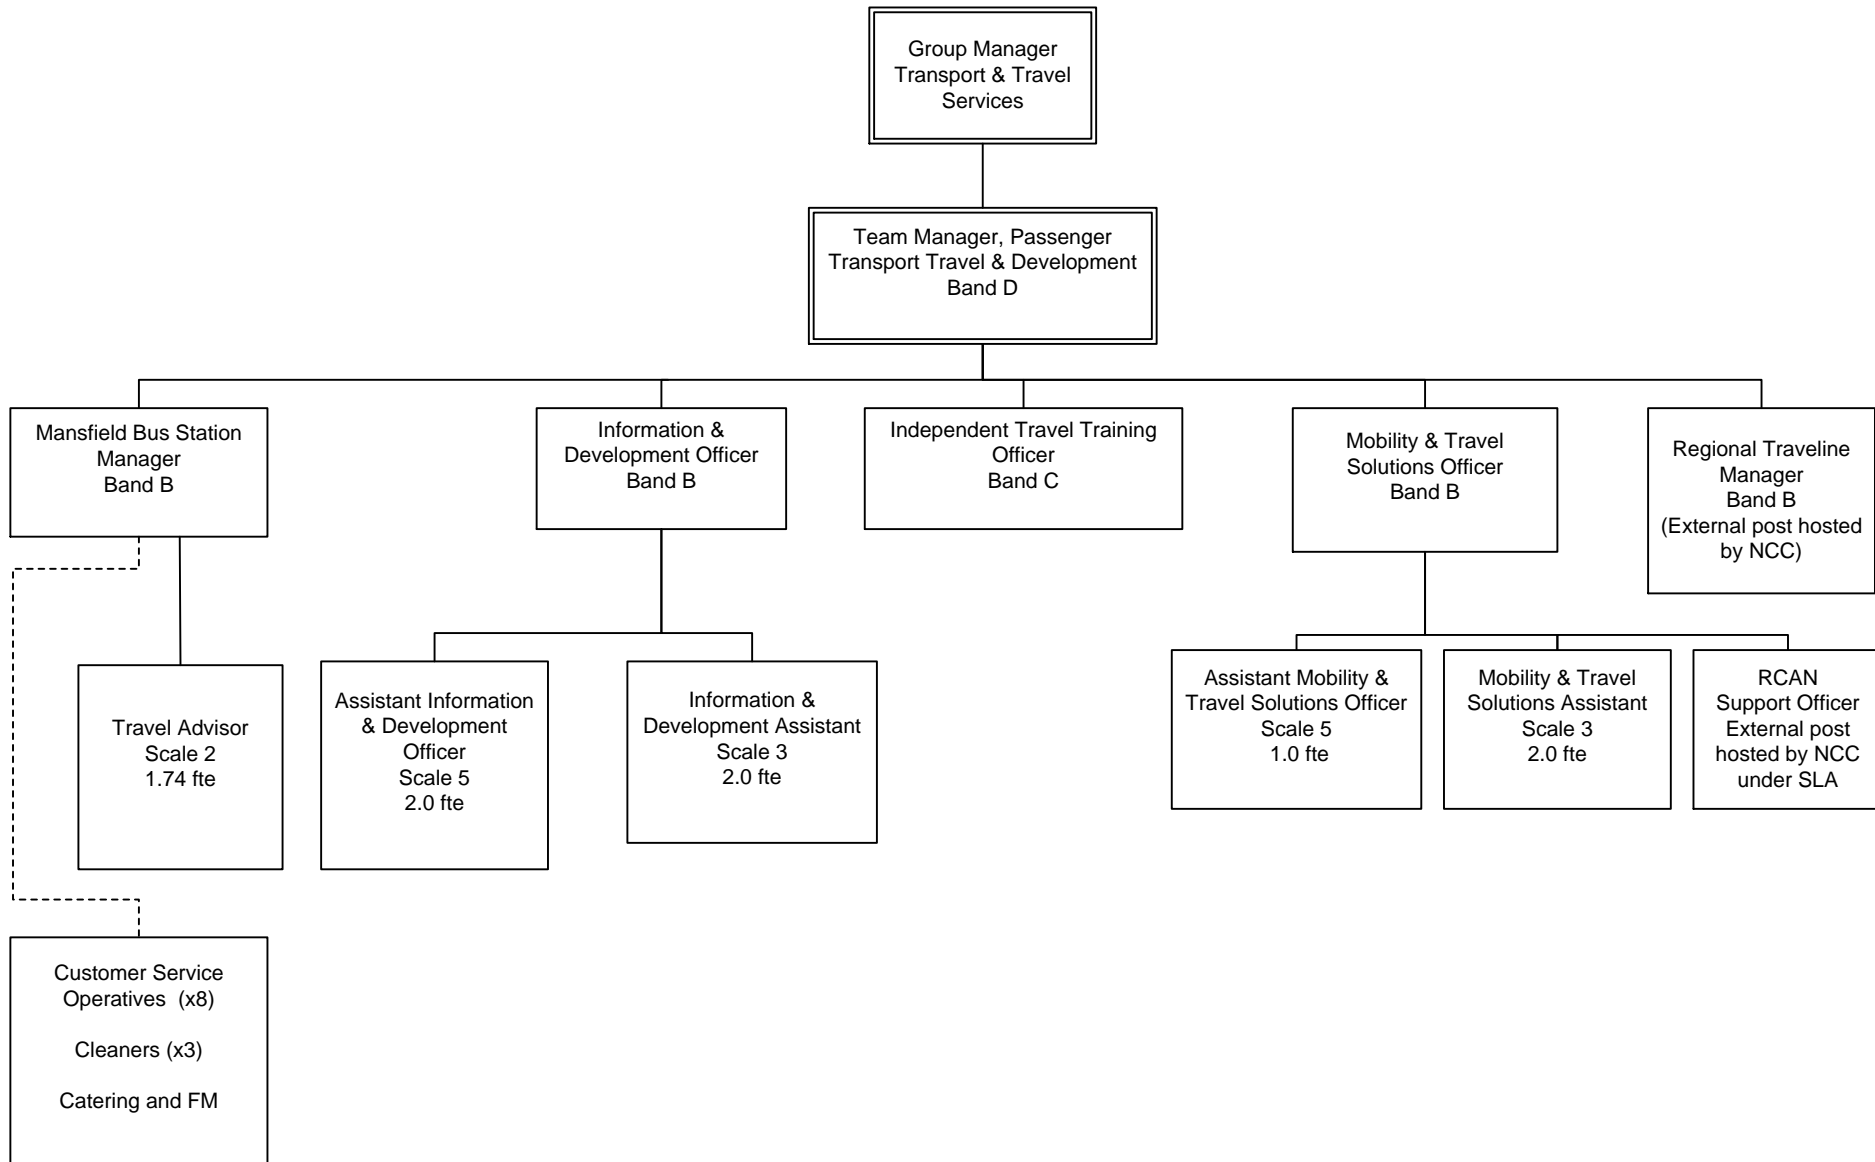 Group Manager
Transport & Travel
Services
Team Manager, Passenger
Transport Travel & Development
Band D
Mansfield Bus Station
Manager
Band B
Information &
Development Officer
Band B
Independent Travel Training
Officer
Band C
Mobility & Travel
Solutions Officer
Band B
Regional Traveline
Manager
Band B
(External post hosted
by NCC)
Travel Advisor
Scale 2
1.74 fte
Assistant Information
& Development
Officer
Scale 5
2.0 fte
Information &
Development Assistant
Scale 3
2.0 fte
Assistant Mobility &
Travel Solutions Officer
Scale 5
1.0 fte
Mobility & Travel
Solutions Assistant
Scale 3
2.0 fte
RCAN
Support Officer
External post
hosted by NCC
under SLA
Customer Service
Operatives (x8)
Cleaners (x3)
Catering and FM